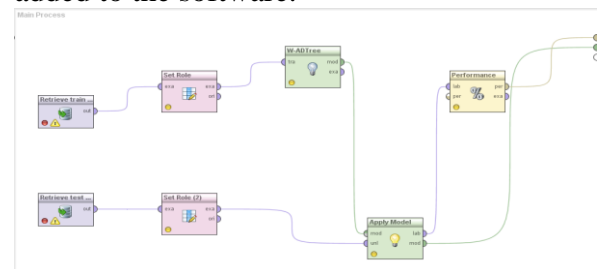 added to the software.
Main Process
W-ADTree
tra
mod
exa
Set Role
exa
exa
ori
Performance
lab
per
per
exa
Retrieve train ...
out
Retrieve test ...
out
Set Role (2)
exa
exa
ori
Apply Model
mod
lab
unl
mod